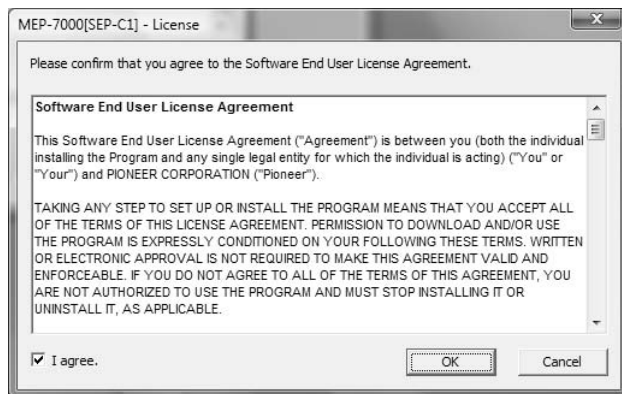 MEP-7000[SEP-C1] - License
Please confirm that you agree to the Software End User License Agreement.
Software End User License Agreement
This Software End User License Agreement ("Agreement") is between you (both the individual
installing the Program and any single legal entity for which the individual is acting) ("You" or
"Your") and PIONEER CORPORATION ("Pioneer").
TAKING ANY STEP TO SET UP OR INSTALL THE PROGRAM MEANS THAT YOU ACCEPT ALL
OF THE TERMS OF THIS LICENSE AGREEMENT. PERMISSION TO DOWNLOAD AND/OR USE
THE PROGRAM IS EXPRESSLY CONDITIONED ON YOUR FOLLOWING THESE TERMS. WRITTEN
OR ELECTRONIC APPROVAL IS NOT REQUIRED TO MAKE THIS AGREEMENT VALID AND
ENFORCEABLE. IF YOU DO NOT AGREE TO ALL OF THE TERMS OF THIS AGREEMENT, YOU
ARE NOT AUTHORIZED TO USE THE PROGRAM AND MUST STOP INSTALLING IT OR
UNINSTALL IT, AS APPLICABLE.
I agree.
OK
Cancel